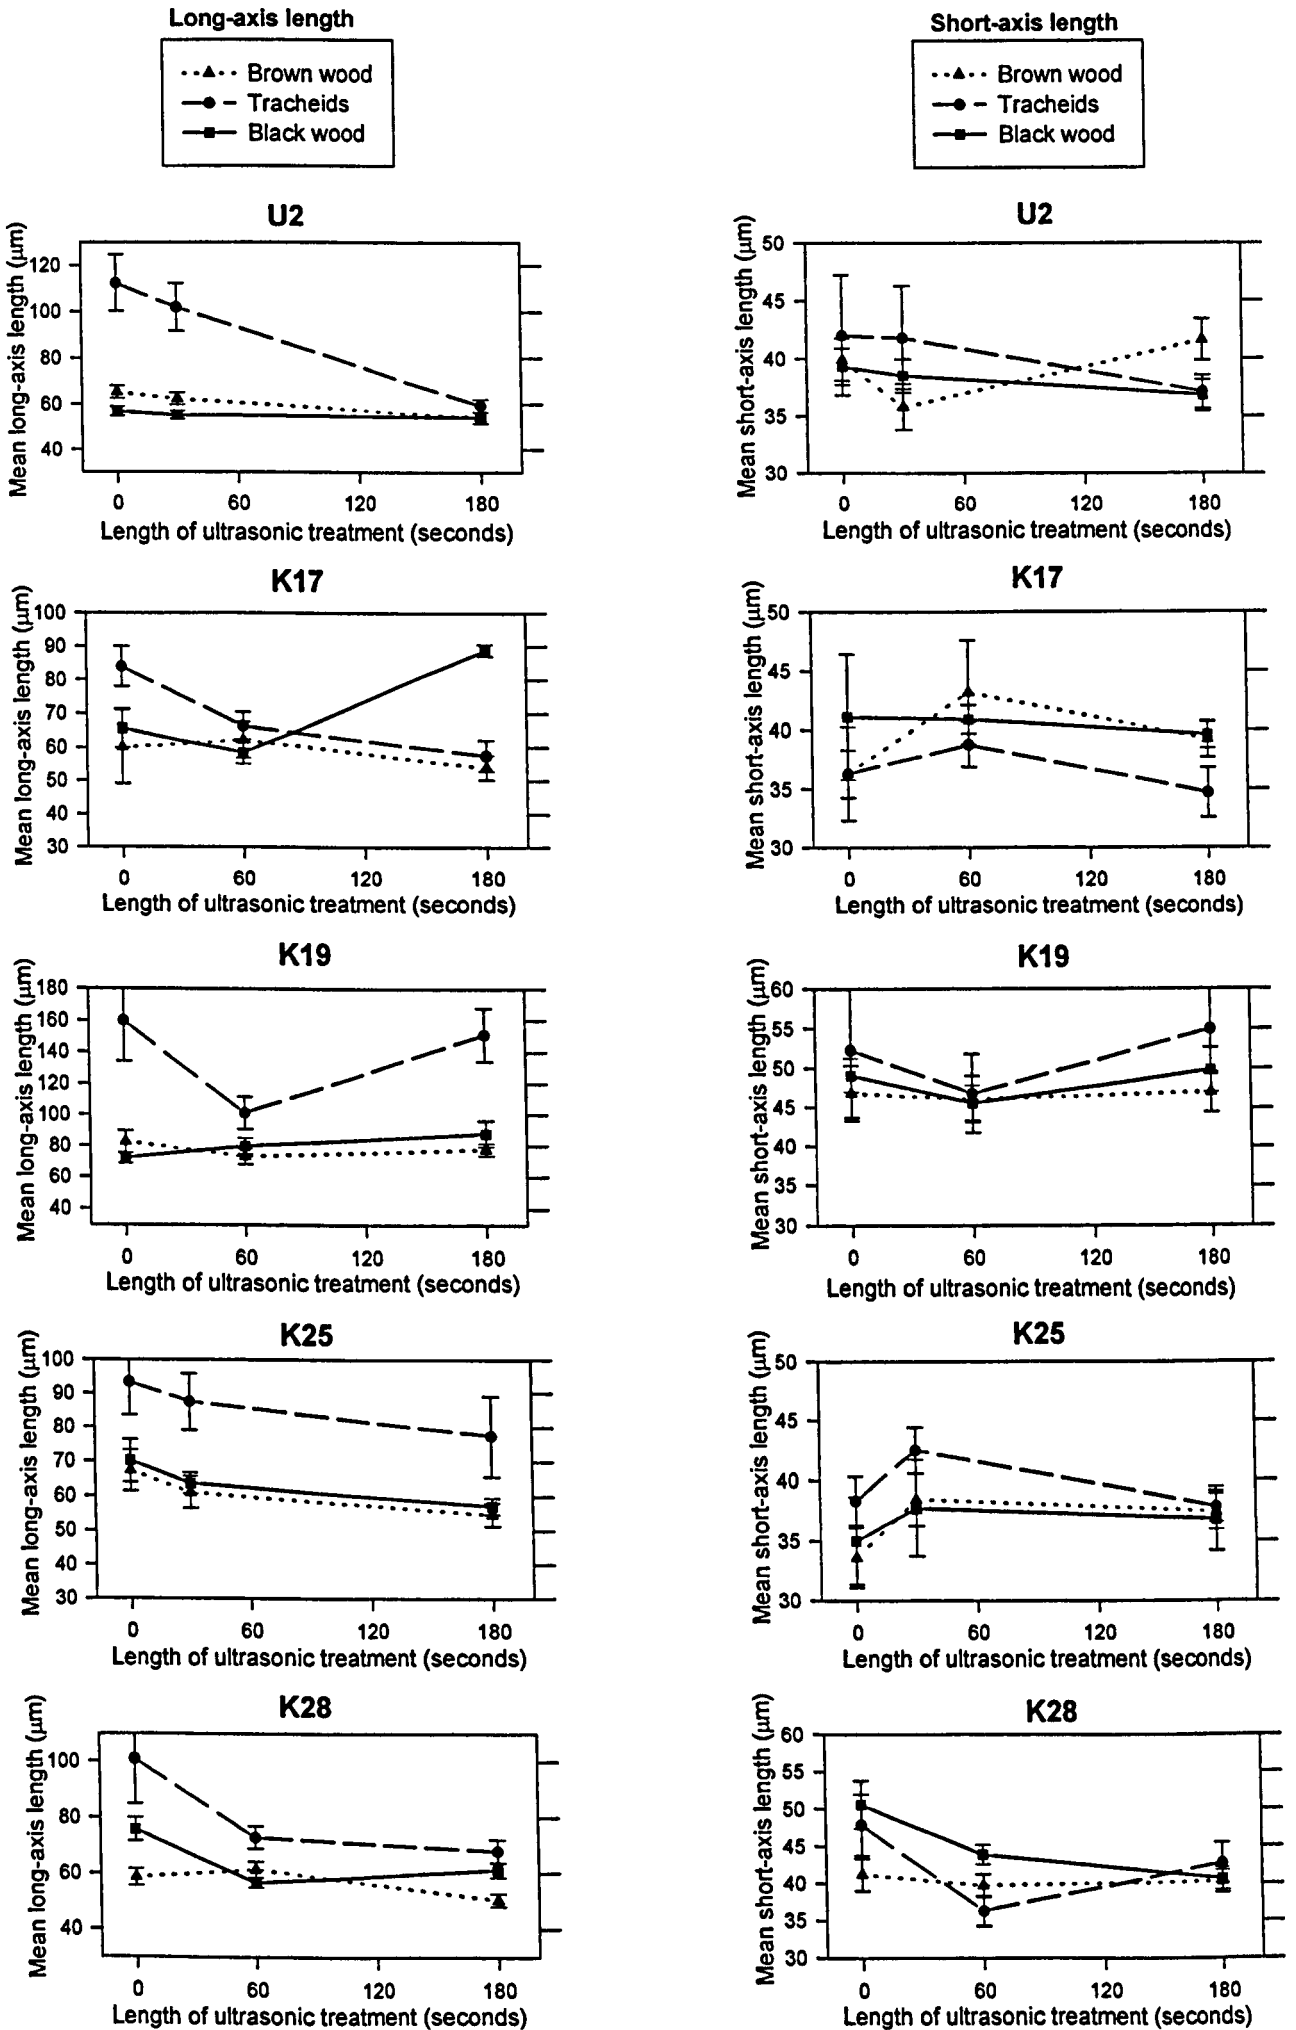 Long-axis length
Brown wood
Tracheids
Black wood
Short-axis length
Brown wood
Tracheids
Black wood
U2
Mean long-axis length (μm)
120
100
80
60
40
0 60 120 180
Length of ultrasonic treatment (seconds)
U2
Mean short-axis length (μm)
50
45
40
35
30
0 60 120 180
Length of ultrasonic treatment (seconds)
K17
Mean long-axis length (μm)
100
90
80
70
60
50
40
30
0 60 120 180
Length of ultrasonic treatment (seconds)
K17
Mean short-axis length (μm)
50
45
40
35
30
0 60 120 180
Length of ultrasonic treatment (seconds)
K19
Mean long-axis length (μm)
180
160
140
120
100
80
60
40
0 60 120 180
Length of ultrasonic treatment (seconds)
K19
Mean short-axis length (μm)
60
55
50
45
40
35
30
0 60 120 180
Length of ultrasonic treatment (seconds)
K25
Mean long-axis length (μm)
100
90
80
70
60
50
40
30
0 60 120 180
Length of ultrasonic treatment (seconds)
K25
Mean short-axis length (μm)
50
45
40
35
30
0 60 120 180
Length of ultrasonic treatment (seconds)
K28
Mean long-axis length (μm)
100
80
60
40
0 60 120 180
Length of ultrasonic treatment (seconds)
K28
Mean short-axis length (μm)
60
55
50
45
40
35
30
0 60 120 180
Length of ultrasonic treatment (seconds)